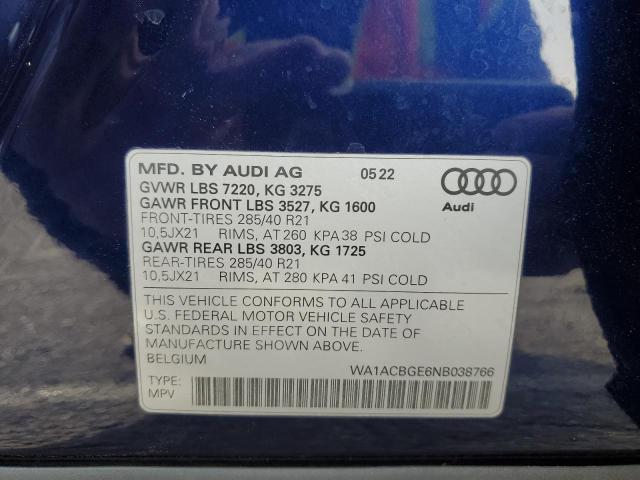 MFD. BY AUDI AG 05 22
GVWR LBS 7220, KG 3275
GAWR FRONT LBS 3527, KG 1600
FRONT-TIRES 285/40 R21
10,5JX21 RIMS, AT 260 KPA 38 PSI COLD
GAWR REAR LBS 3803, KG 1725
REAR-TIRES 285/40 R21
10,5JX21 RIMS, AT 280 KPA 41 PSI COLD
Audi
THIS VEHICLE CONFORMS TO ALL APPLICABLE
U.S. FEDERAL MOTOR VEHICLE SAFETY
STANDARDS IN EFFECT ON THE DATE OF
MANUFACTURE SHOWN ABOVE.
BELGIUM
WA1ACBGE6NB038766
TYPE:
MPV